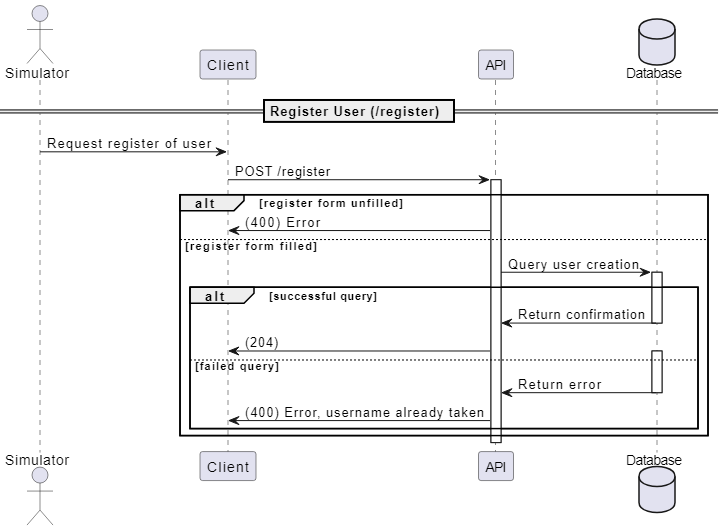 Simulator
Client
API
Database
Register User (/register)
Request register of user
POST /register
alt [register form unfilled]
(400) Error
[register form filled]
Query user creation
alt [successful query]
Return confirmation
(204)
[failed query]
Return error
(400) Error, username already taken
Simulator
Client
API
Database